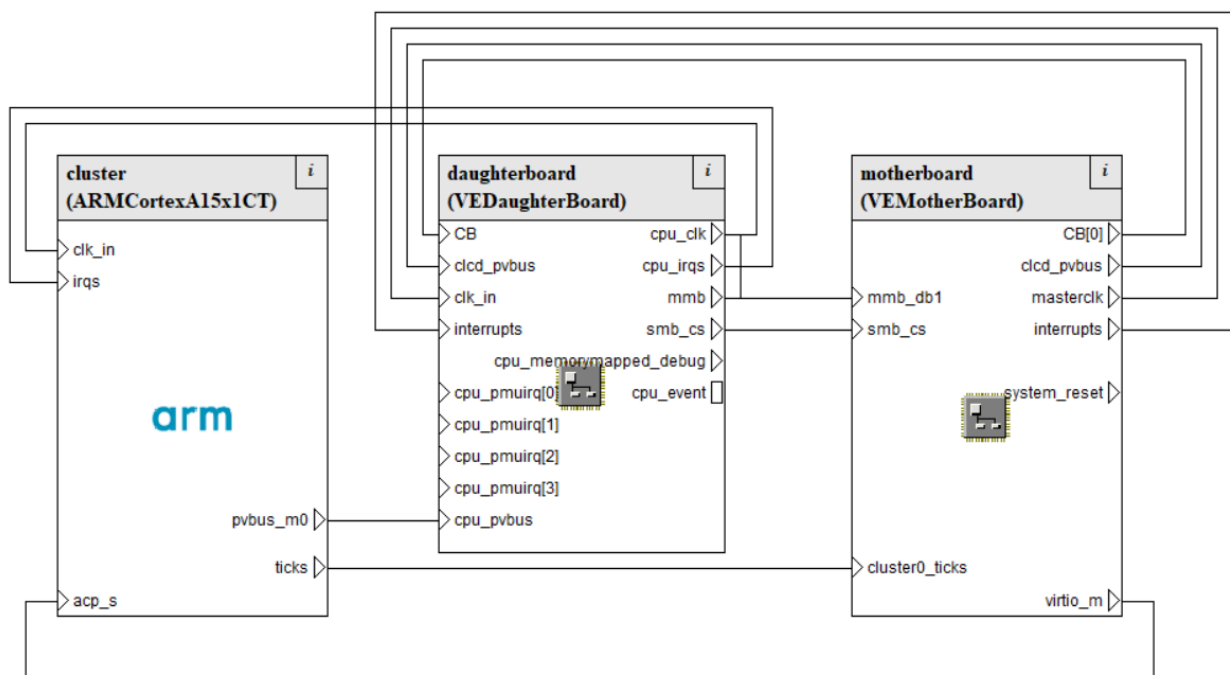 cluster
(ARMCortexA15x1CT)
i
clk_in
irqs
arm
pvbus_m0
ticks
acp_s
daughterboard
(VEDaughterBoard)
i
CB
cpu_clk
clcd_pvbus
cpu_irqs
clk_in
mmb
interrupts
smb_cs
cpu_memorymapped_debug
cpu_pmuirq[0]
cpu_event
cpu_pmuirq[1]
cpu_pmuirq[2]
cpu_pmuirq[3]
cpu_pvbus
motherboard
(VEMotherBoard)
i
CB[0]
clcd_pvbus
mmb_db1
masterclk
smb_cs
interrupts
system_reset
cluster0_ticks
virtio_m